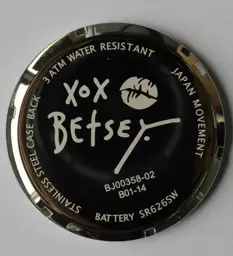 3 ATM WATER RESISTANT
JAPAN MOVEMENT
BATTERY SR626SW
STAINLESS STEEL CASE BACK
XOX
BETSEY
BJ00358-02
B01-14